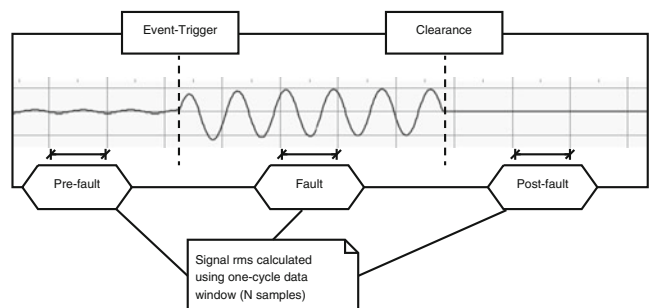 Event-Trigger
Clearance
Pre-fault
Fault
Post-fault
Signal rms calculated
using one-cycle data
window (N samples)